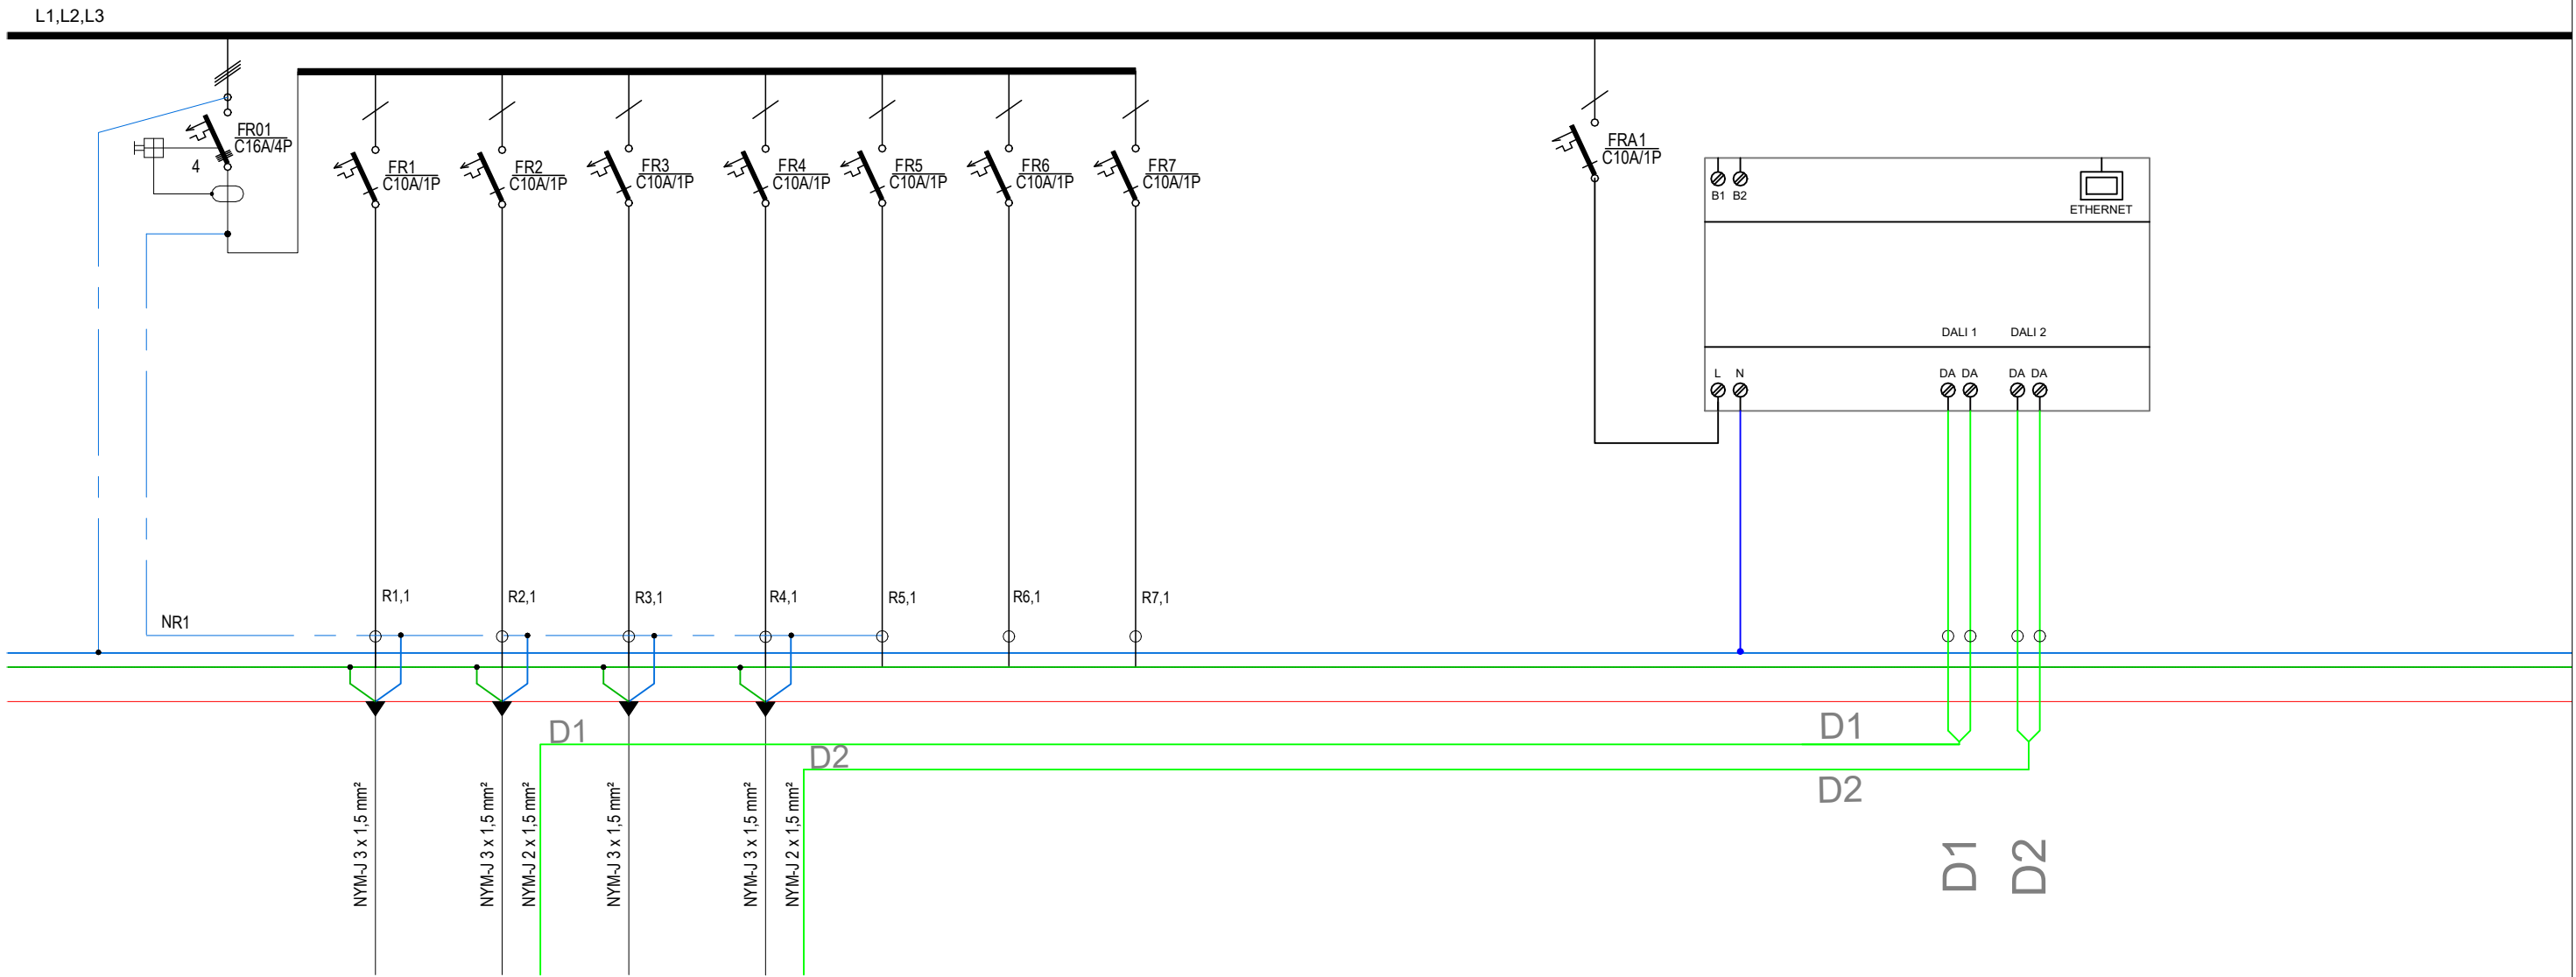 L1,L2,L3
FR01
C16A/4P
4
FR1
C10A/1P
FR2
C10A/1P
FR3
C10A/1P
FR4
C10A/1P
FR5
C10A/1P
FR6
C10A/1P
FR7
C10A/1P
FRA1
C10A/1P
B1 B2
ETHERNET
DALI 1 DALI 2
L N DA DA DA DA
R1,1
R2,1
R3,1
R4,1
R5,1
R6,1
R7,1
NR1
D1
D2
D1
D2
NYM-J 3 x 1,5 mm²
NYM-J 3 x 1,5 mm²
NYM-J 2 x 1,5 mm²
NYM-J 3 x 1,5 mm²
NYM-J 3 x 1,5 mm²
NYM-J 2 x 1,5 mm²
D1
D2